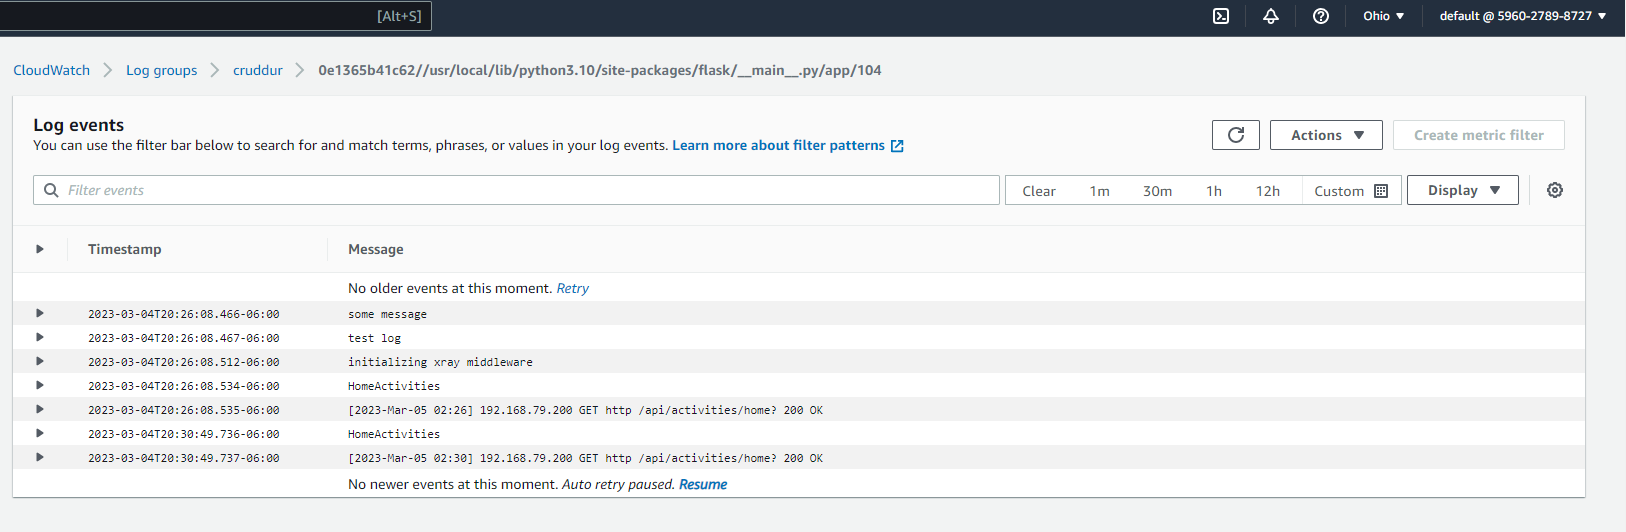 [Alt+S] Ohio default @ 5960-2789-8727
CloudWatch Log groups cruddur 0e1365b41c62//usr/local/lib/python3.10/site-packages/flask/__main__.py/app/104
Log events
You can use the filter bar below to search for and match terms, phrases, or values in your log events. Learn more about filter patterns
Actions Create metric filter
Filter events Clear 1m 30m 1h 12h Custom Display
Timestamp Message
No older events at this moment. Retry
2023-03-04T20:26:08.466-06:00 some message
2023-03-04T20:26:08.467-06:00 test log
2023-03-04T20:26:08.512-06:00 initializing xray middleware
2023-03-04T20:26:08.534-06:00 HomeActivities
2023-03-04T20:26:08.535-06:00 [2023-Mar-05 02:26] 192.168.79.200 GET http /api/activities/home? 200 OK
2023-03-04T20:30:49.736-06:00 HomeActivities
2023-03-04T20:30:49.737-06:00 [2023-Mar-05 02:30] 192.168.79.200 GET http /api/activities/home? 200 OK
No newer events at this moment. Auto retry paused. Resume